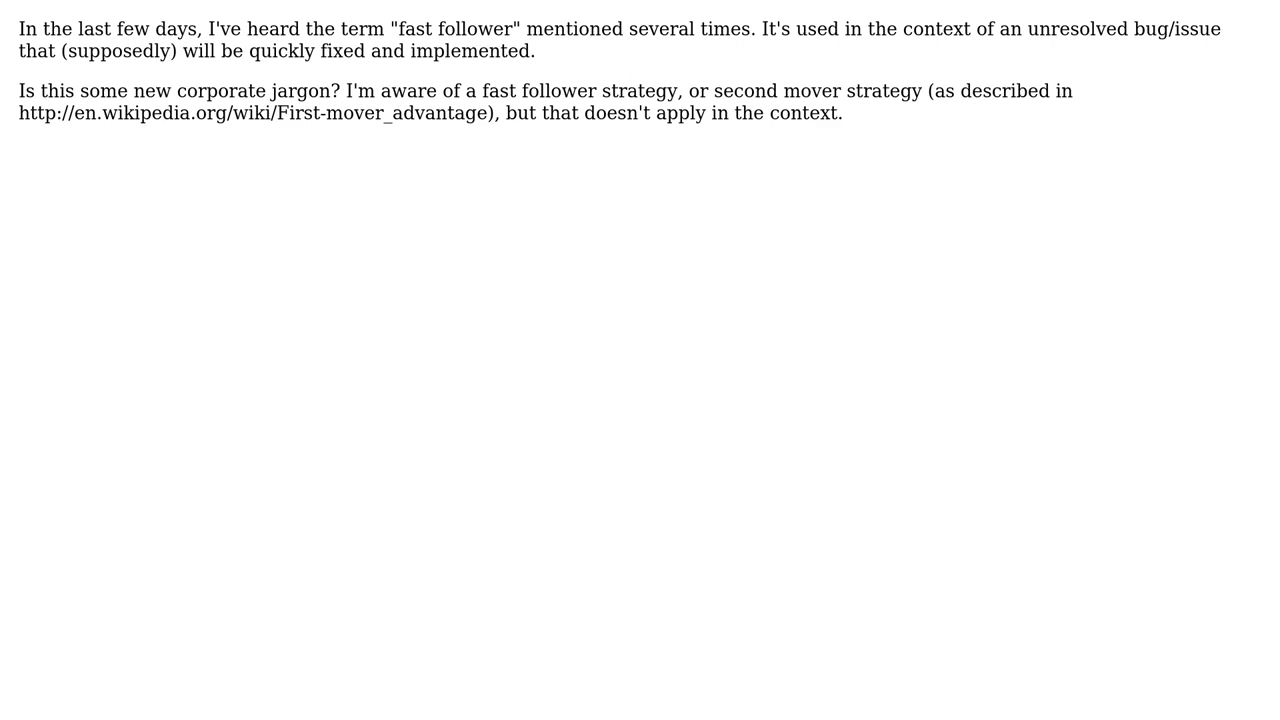 In the last few days, I've heard the term "fast follower" mentioned several times. It's used in the context of an unresolved bug/issue
that (supposedly) will be quickly fixed and implemented.
Is this some new corporate jargon? I'm aware of a fast follower strategy, or second mover strategy (as described in
http://en.wikipedia.org/wiki/First-mover_advantage), but that doesn't apply in the context.